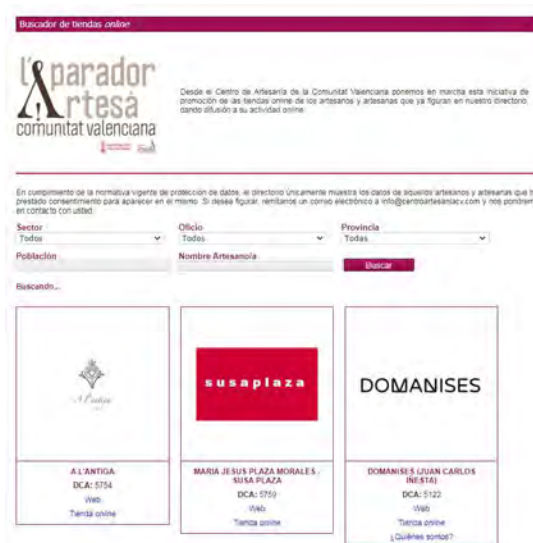 Buscador de tiendas online
l'aparador
Artesà
comunitat valenciana
Desde el Centro de Artesanía de la Comunitat Valenciana ponemos en marcha esta iniciativa de
promoción de las tiendas online de los artesanos y artesanas que ya figuran en nuestro directorio,
dando difusión a su actividad online.
En cumplimiento de la normativa vigente de protección de datos, el directorio únicamente muestra los datos de aquellos artesanos y artesanas que h
prestado consentimiento para aparecer en el mismo. Si desea figurar, remítanos un correo electrónico a info@centroartesaniacv.com y nos pondrem
en contacto con usted.
Sector Oficio Provincia
Todos Todos Todas
Población Nombre Artesano/a
Buscar
Buscando...
A L'Antiga
susaplaza
DOMANISES
A L'ANTIGA
DCA: 5754
Web
Tienda online
MARIA JESUS PLAZA MORALES -
SUSA PLAZA
DCA: 5759
Web
Tienda online
DOMANISES (JUAN CARLOS
IÑESTA)
DCA: 5122
Web
Tienda online
¿Quiénes somos?